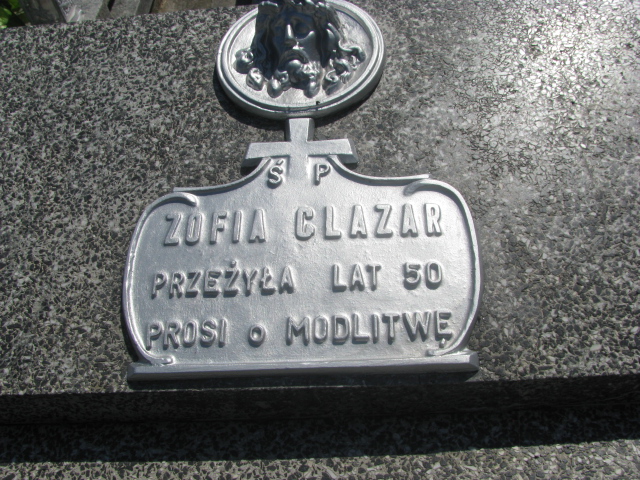 Ś P
ZOFIA CLAZAR
PRZEŻYŁA LAT 50
PROSI o MODLITWĘ